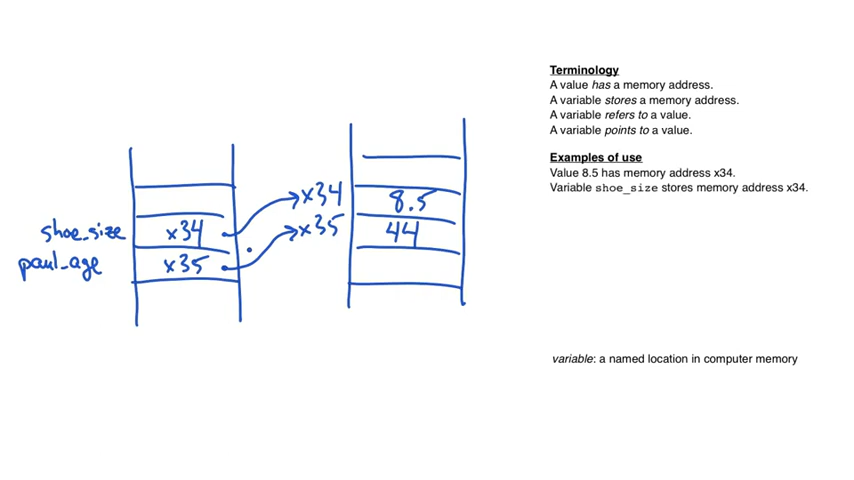 Terminology
A value has a memory address.
A variable stores a memory address.
A variable refers to a value.
A variable points to a value.
Examples of use
Value 8.5 has memory address x34.
Variable shoe_size stores memory address x34.
x34 8.5
shoe_size x34 x35 44
paul_age x35
variable: a named location in computer memory